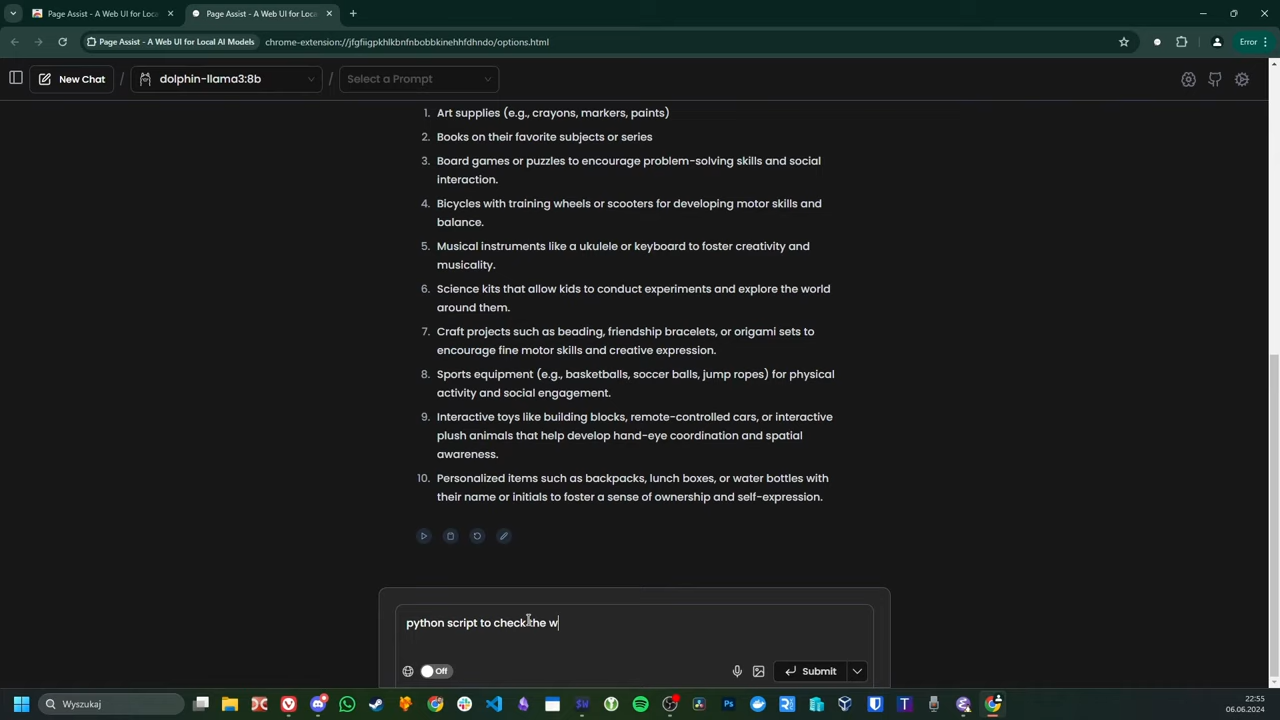 Page Assist - A Web UI for Loca
Page Assist - A Web UI for Loca
Page Assist - A Web UI for Local AI Models
chrome-extension://jfgfiigpkhlkbnfnbobbkinehhfdhndo/options.html
Error
New Chat
/
dolphin-llama3:8b
/
Select a Prompt
1. Art supplies (e.g., crayons, markers, paints)
2. Books on their favorite subjects or series
3. Board games or puzzles to encourage problem-solving skills and social
interaction.
4. Bicycles with training wheels or scooters for developing motor skills and
balance.
5. Musical instruments like a ukulele or keyboard to foster creativity and
musicality.
6. Science kits that allow kids to conduct experiments and explore the world
around them.
7. Craft projects such as beading, friendship bracelets, or origami sets to
encourage fine motor skills and creative expression.
8. Sports equipment (e.g., basketballs, soccer balls, jump ropes) for physical
activity and social engagement.
9. Interactive toys like building blocks, remote-controlled cars, or interactive
plush animals that help develop hand-eye coordination and spatial
awareness.
10. Personalized items such as backpacks, lunch boxes, or water bottles with
their name or initials to foster a sense of ownership and self-expression.
python script to check the w
Off
Submit
Wyszukaj
22:55
06.06.2024